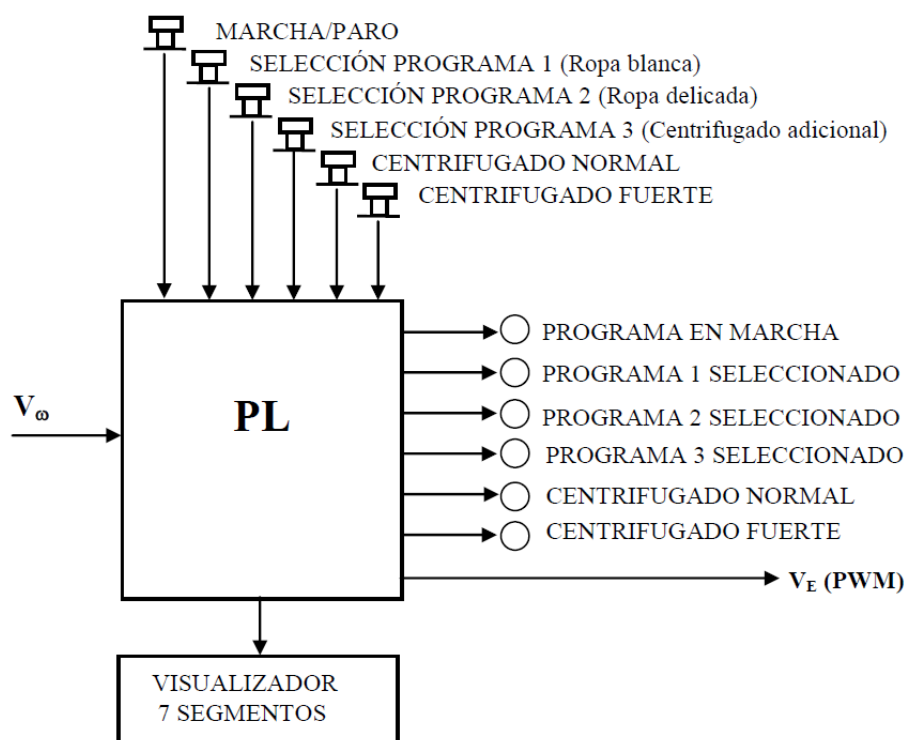 MARCHA/PARO
SELECCIÓN PROGRAMA 1 (Ropa blanca)
SELECCIÓN PROGRAMA 2 (Ropa delicada)
SELECCIÓN PROGRAMA 3 (Centrifugado adicional)
CENTRIFUGADO NORMAL
CENTRIFUGADO FUERTE
PROGRAMA EN MARCHA
PROGRAMA 1 SELECCIONADO
Vω
PL
PROGRAMA 2 SELECCIONADO
PROGRAMA 3 SELECCIONADO
CENTRIFUGADO NORMAL
CENTRIFUGADO FUERTE
VE (PWM)
VISUALIZADOR
7 SEGMENTOS